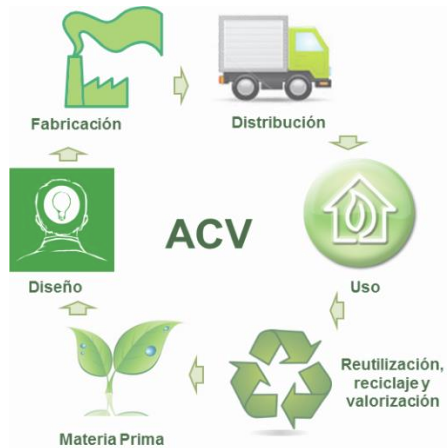 Fabricación
Distribución
ACV
Diseño
Uso
Reutilización,
reciclaje y
valorización
Materia Prima